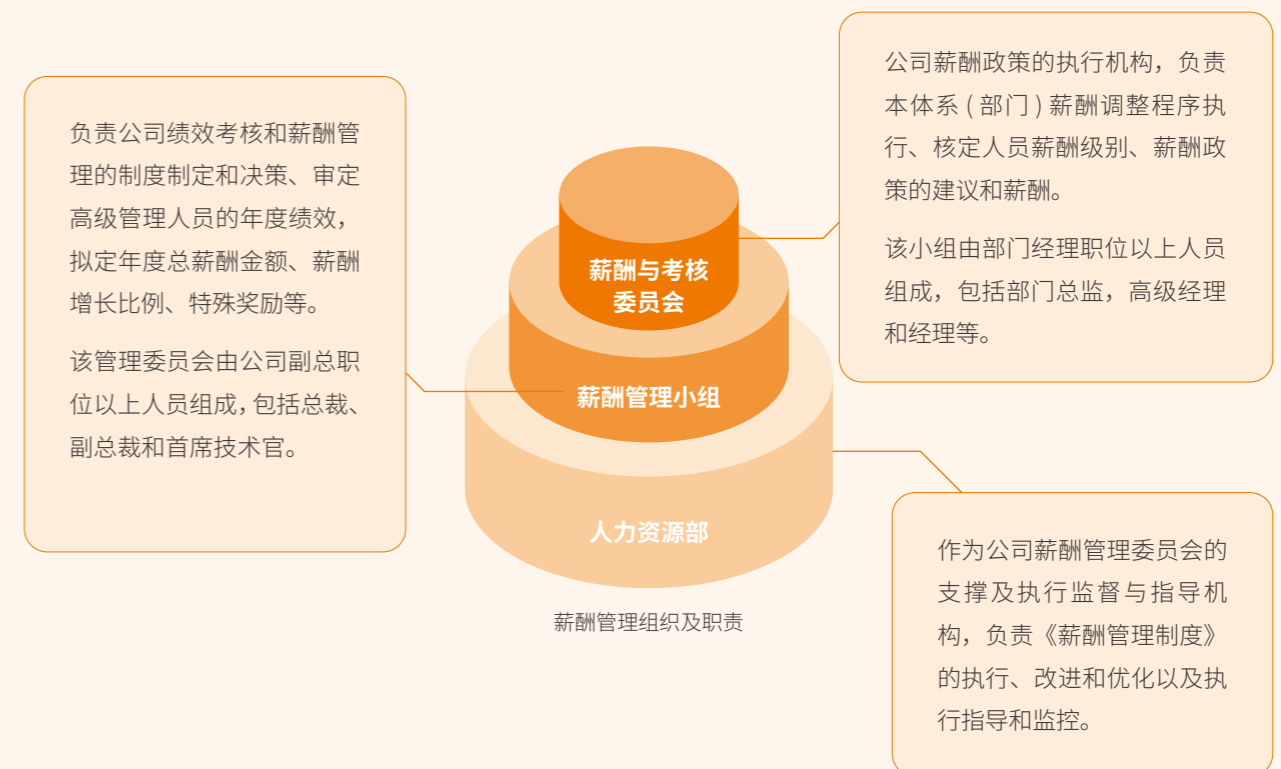 负责公司绩效考核和薪酬管
理的制度制定和决策、审定
高级管理人员的年度绩效，
拟定年度总薪酬金额、薪酬
增长比例、特殊奖励等。
该管理委员会由公司副总职
位以上人员组成，包括总裁、
副总裁和首席技术官。
薪酬与考核
委员会
薪酬管理小组
人力资源部
薪酬管理组织及职责
公司薪酬政策的执行机构，负责
本体系 ( 部门 ) 薪酬调整程序执
行、核定人员薪酬级别、薪酬政
策的建议和薪酬。
该小组由部门经理职位以上人员
组成，包括部门总监，高级经理
和经理等。
作为公司薪酬管理委员会的
支撑及执行监督与指导机
构，负责《薪酬管理制度》
的执行、改进和优化以及执
行指导和监控。